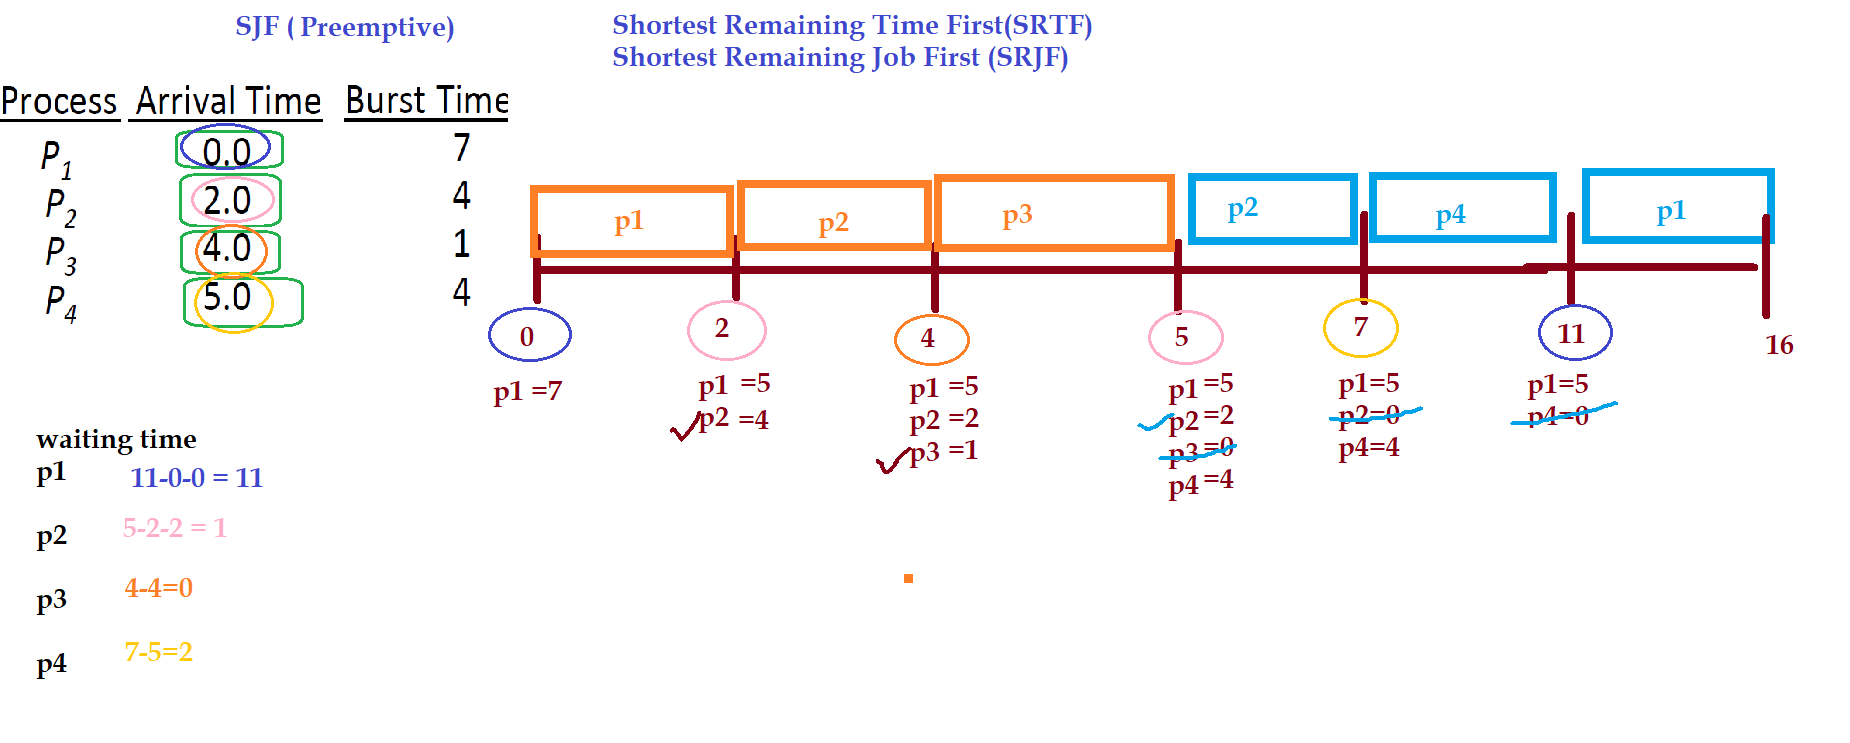 SJF ( Preemptive)
Shortest Remaining Time First(SRTF)
Shortest Remaining Job First (SRJF)
Process Arrival Time Burst Time
P1 0.0 7
P2 2.0 4
P3 4.0 1
P4 5.0 4
p1 p2 p3 p2 p4 p1
0 2 4 5 7 11 16
p1 =7
p1 =5
p2 =4
p1 =5
p2 =2
p3 =1
p1 =5
p2 =2
p3 =0
p4 =4
p1=5
p2=0
p4=4
p1=5
p4=0
waiting time
p1 11-0-0 = 11
p2 5-2-2 = 1
p3 4-4=0
p4 7-5=2